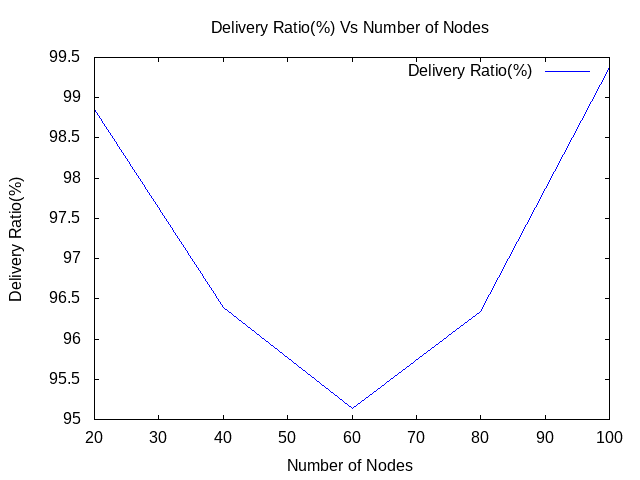 Delivery Ratio(%) Vs Number of Nodes
Delivery Ratio(%)
99.5
99
98.5
98
97.5
97
96.5
96
95.5
95
Delivery Ratio(%)
20 30 40 50 60 70 80 90 100
Number of Nodes